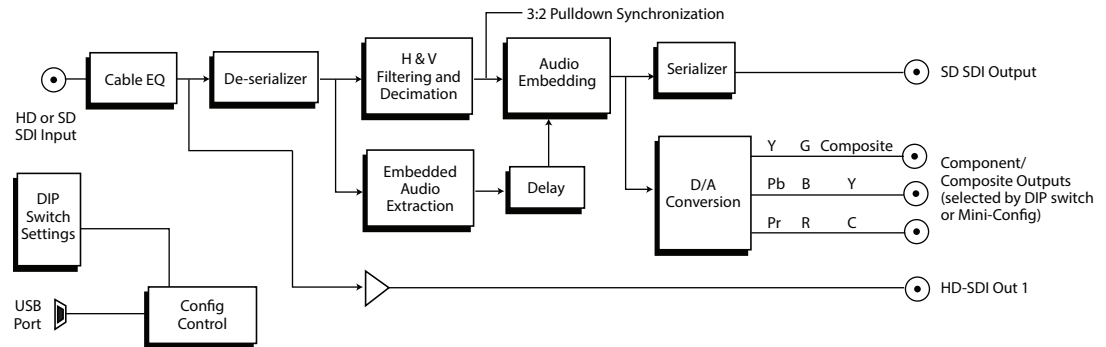 3:2 Pulldown Synchronization
HD or SD
SDI Input
Cable EQ
De-serializer
H & V
Filtering and
Decimation
Audio
Embedding
Serializer
SD SDI Output
Embedded
Audio
Extraction
Delay
D/A
Conversion
Y G Composite
Pb B Y
Pr R C
Component/
Composite Outputs
(selected by DIP switch
or Mini-Config)
DIP
Switch
Settings
HD-SDI Out 1
USB
Port
Config
Control